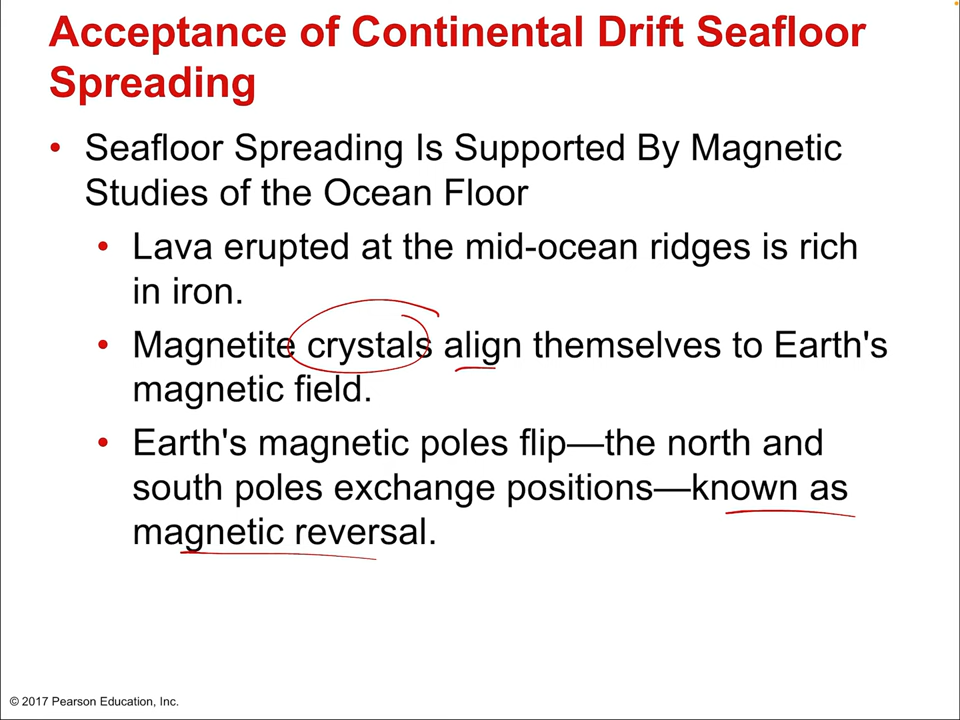 Acceptance of Continental Drift Seafloor
Spreading
• Seafloor Spreading Is Supported By Magnetic
Studies of the Ocean Floor
• Lava erupted at the mid-ocean ridges is rich
in iron.
• Magnetite crystals align themselves to Earth's
magnetic field.
• Earth's magnetic poles flip—the north and
south poles exchange positions—known as
magnetic reversal.
© 2017 Pearson Education, Inc.